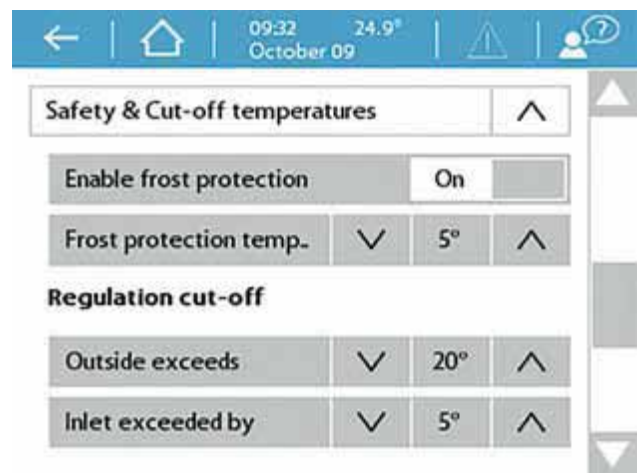 09:32 24.9°
October 09
?
Safety & Cut-off temperatures
Enable frost protection On
Frost protection temp. 5°
Regulation cut-off
Outside exceeds 20°
Inlet exceeded by 5°